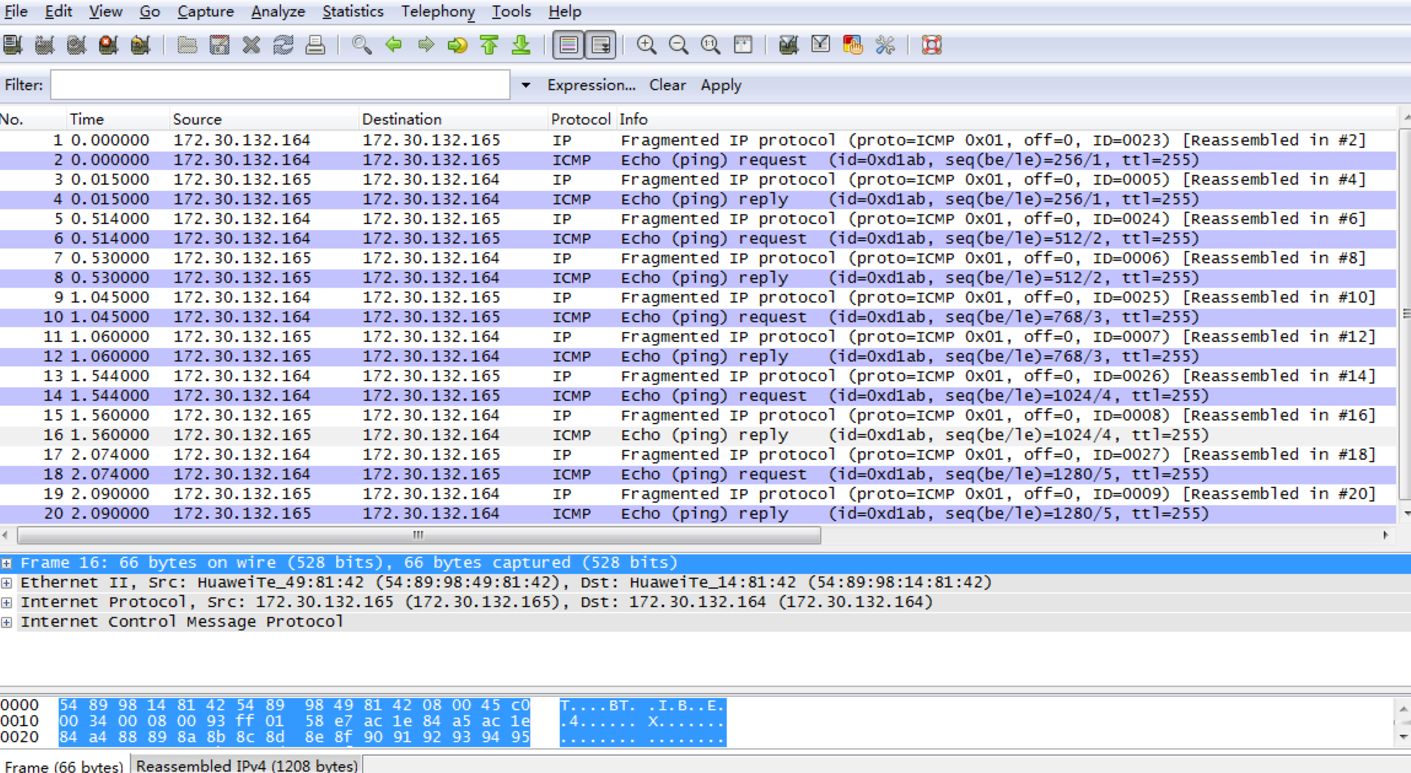 File Edit View Go Capture Analyze Statistics Telephony Tools Help
Filter: Expression... Clear Apply
No. Time Source Destination Protocol Info
1 0.000000 172.30.132.164 172.30.132.165 IP Fragmented IP protocol (proto=ICMP 0x01, off=0, ID=0023) [Reassembled in #2]
2 0.000000 172.30.132.164 172.30.132.165 ICMP Echo (ping) request (id=0xd1ab, seq(be/le)=256/1, ttl=255)
3 0.015000 172.30.132.165 172.30.132.164 IP Fragmented IP protocol (proto=ICMP 0x01, off=0, ID=0005) [Reassembled in #4]
4 0.015000 172.30.132.165 172.30.132.164 ICMP Echo (ping) reply (id=0xd1ab, seq(be/le)=256/1, ttl=255)
5 0.514000 172.30.132.164 172.30.132.165 IP Fragmented IP protocol (proto=ICMP 0x01, off=0, ID=0024) [Reassembled in #6]
6 0.514000 172.30.132.164 172.30.132.165 ICMP Echo (ping) request (id=0xd1ab, seq(be/le)=512/2, ttl=255)
7 0.530000 172.30.132.165 172.30.132.164 IP Fragmented IP protocol (proto=ICMP 0x01, off=0, ID=0006) [Reassembled in #8]
8 0.530000 172.30.132.165 172.30.132.164 ICMP Echo (ping) reply (id=0xd1ab, seq(be/le)=512/2, ttl=255)
9 1.045000 172.30.132.164 172.30.132.165 IP Fragmented IP protocol (proto=ICMP 0x01, off=0, ID=0025) [Reassembled in #10]
10 1.045000 172.30.132.164 172.30.132.165 ICMP Echo (ping) request (id=0xd1ab, seq(be/le)=768/3, ttl=255)
11 1.060000 172.30.132.165 172.30.132.164 IP Fragmented IP protocol (proto=ICMP 0x01, off=0, ID=0007) [Reassembled in #12]
12 1.060000 172.30.132.165 172.30.132.164 ICMP Echo (ping) reply (id=0xd1ab, seq(be/le)=768/3, ttl=255)
13 1.544000 172.30.132.164 172.30.132.165 IP Fragmented IP protocol (proto=ICMP 0x01, off=0, ID=0026) [Reassembled in #14]
14 1.544000 172.30.132.164 172.30.132.165 ICMP Echo (ping) request (id=0xd1ab, seq(be/le)=1024/4, ttl=255)
15 1.560000 172.30.132.165 172.30.132.164 IP Fragmented IP protocol (proto=ICMP 0x01, off=0, ID=0008) [Reassembled in #16]
16 1.560000 172.30.132.165 172.30.132.164 ICMP Echo (ping) reply (id=0xd1ab, seq(be/le)=1024/4, ttl=255)
17 2.074000 172.30.132.164 172.30.132.165 IP Fragmented IP protocol (proto=ICMP 0x01, off=0, ID=0027) [Reassembled in #18]
18 2.074000 172.30.132.164 172.30.132.165 ICMP Echo (ping) request (id=0xd1ab, seq(be/le)=1280/5, ttl=255)
19 2.090000 172.30.132.165 172.30.132.164 IP Fragmented IP protocol (proto=ICMP 0x01, off=0, ID=0009) [Reassembled in #20]
20 2.090000 172.30.132.165 172.30.132.164 ICMP Echo (ping) reply (id=0xd1ab, seq(be/le)=1280/5, ttl=255)
Frame 16: 66 bytes on wire (528 bits), 66 bytes captured (528 bits)
Ethernet II, Src: HuaweiTe_49:81:42 (54:89:98:49:81:42), Dst: HuaweiTe_14:81:42 (54:89:98:14:81:42)
Internet Protocol, Src: 172.30.132.165 (172.30.132.165), Dst: 172.30.132.164 (172.30.132.164)
Internet Control Message Protocol
0000 54 89 98 14 81 42 54 89 98 49 81 42 08 00 45 c0 T....BT. .I.B..E.
0010 00 34 00 08 00 93 ff 01 58 e7 ac 1e 84 a5 ac 1e .4...... X.......
0020 84 a4 88 89 8a 8b 8c 8d 8e 8f 90 91 92 93 94 95 ........ ........
Frame (66 bytes) Reassembled IPv4 (1208 bytes)